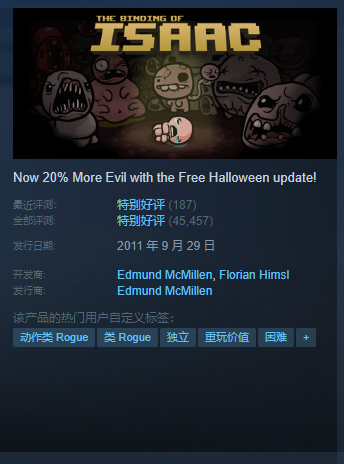 THE BINDING OF
ISAAC
Now 20% More Evil with the Free Halloween update!
最近评测: 特别好评 (187)
全部评测: 特别好评 (45,457)
发行日期: 2011 年 9 月 29 日
开发商: Edmund McMillen, Florian Himsl
发行商: Edmund McMillen
该产品的热门用户自定义标签：
动作类 Rogue 类 Rogue 独立 重玩价值 困难 +